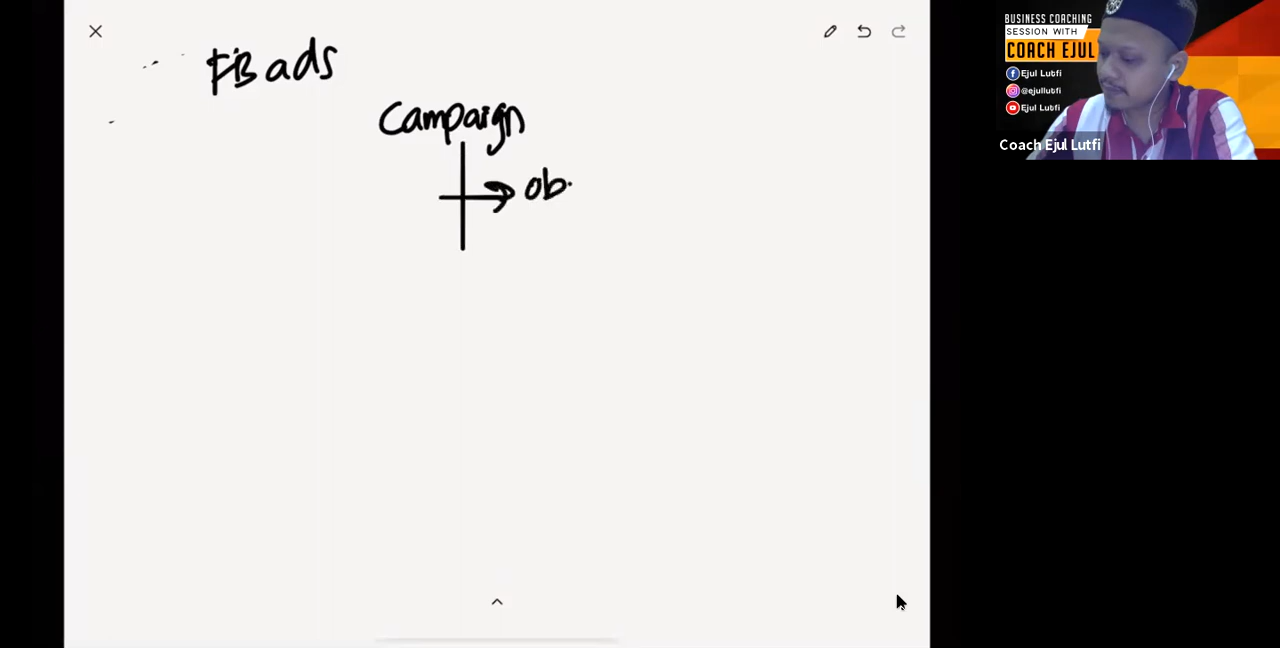 FB ads
Campaign
ob
BUSINESS COACHING
SESSION WITH
COACH EJUL
Ejul Lutfi
@ejullutfi
Ejul Lutfi
Coach Ejul Lutfi